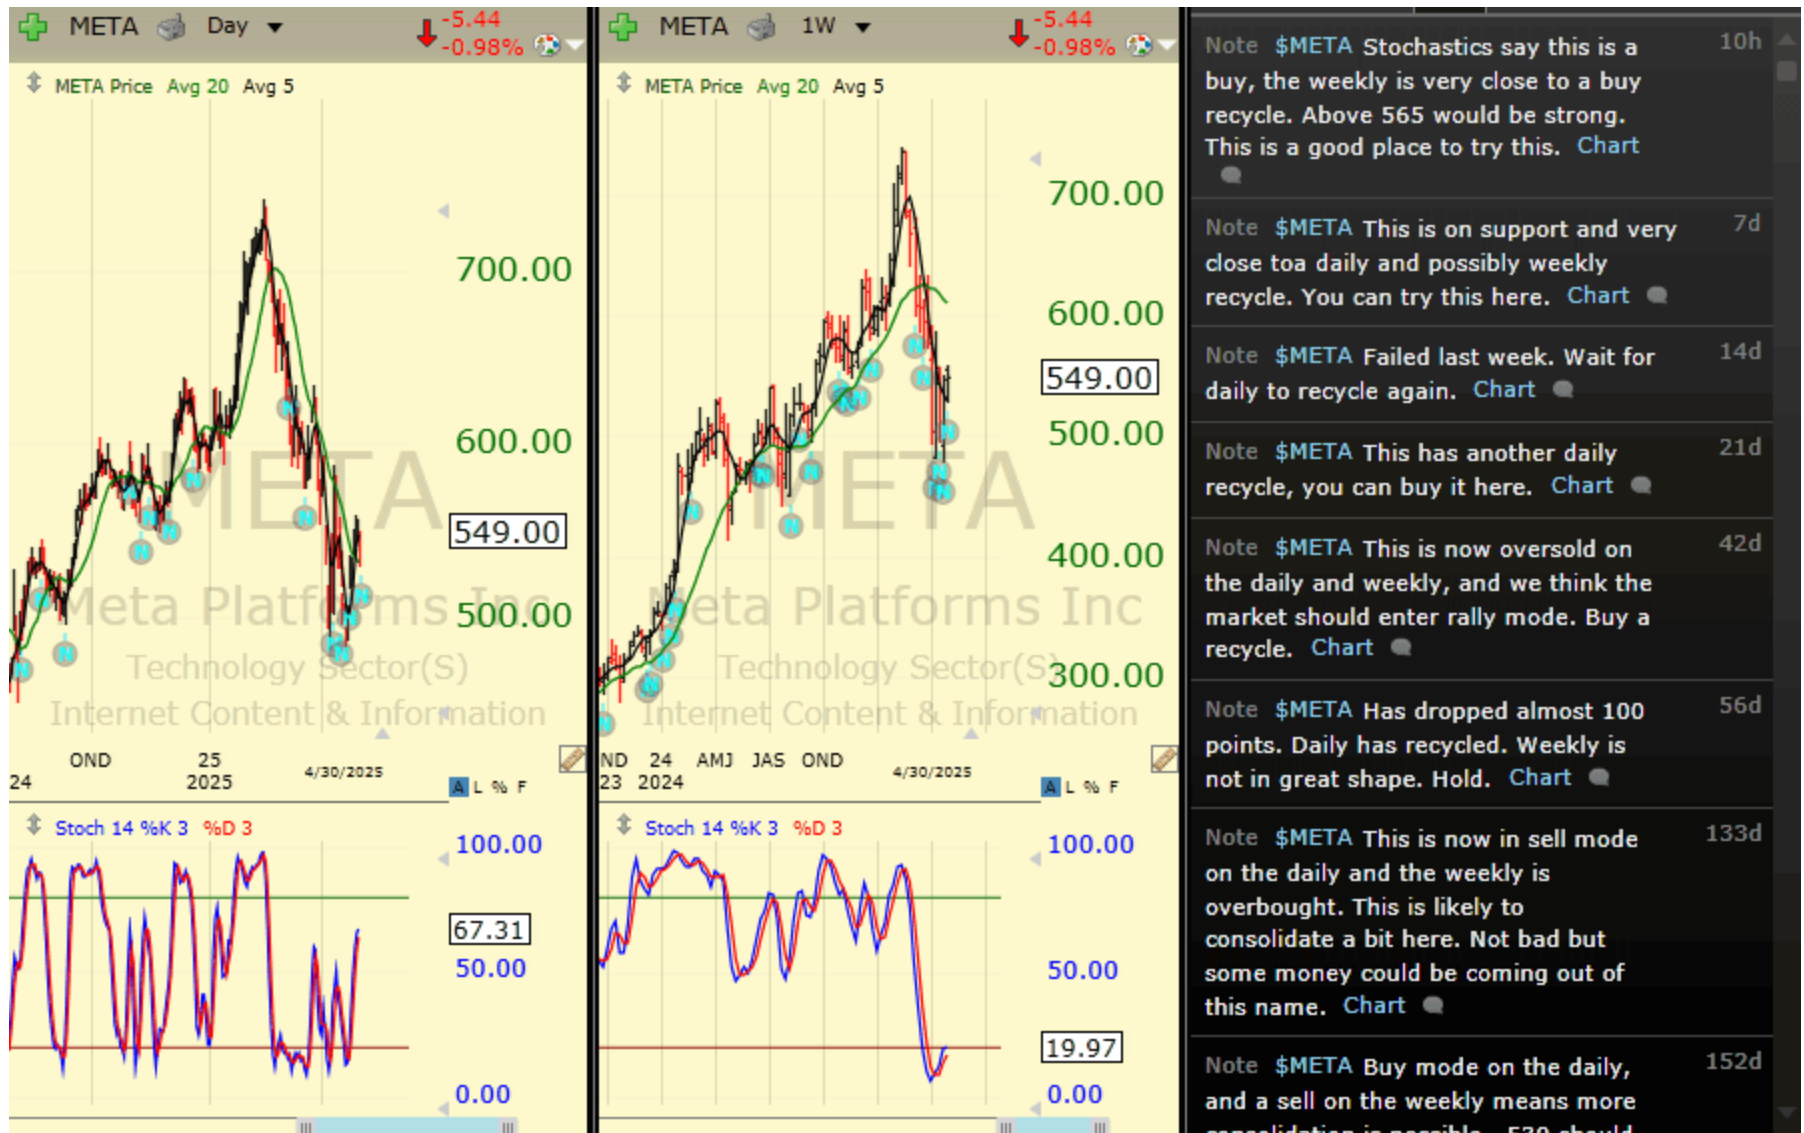 META Day -5.44
-0.98%
META Price Avg 20 Avg 5
700.00
600.00
549.00
500.00
META
Meta Platforms Inc
Technology Sector(S)
Internet Content & Information
OND 25
24 2025 4/30/2025
A L % F
Stoch 14 %K 3 %D 3
100.00
67.31
50.00
0.00
META 1W -5.44
-0.98%
META Price Avg 20 Avg 5
700.00
600.00
549.00
500.00
400.00
300.00
META
Meta Platforms Inc
Technology Sector(S)
Internet Content & Information
ND 24 AMJ JAS OND
23 2024 4/30/2025
A L % F
Stoch 14 %K 3 %D 3
100.00
50.00
19.97
0.00
Note $META Stochastics say this is a 10h
buy, the weekly is very close to a buy
recycle. Above 565 would be strong.
This is a good place to try this. Chart
Note $META This is on support and very 7d
close toa daily and possibly weekly
recycle. You can try this here. Chart
Note $META Failed last week. Wait for 14d
daily to recycle again. Chart
Note $META This has another daily 21d
recycle, you can buy it here. Chart
Note $META This is now oversold on 42d
the daily and weekly, and we think the
market should enter rally mode. Buy a
recycle. Chart
Note $META Has dropped almost 100 56d
points. Daily has recycled. Weekly is
not in great shape. Hold. Chart
Note $META This is now in sell mode 133d
on the daily and the weekly is
overbought. This is likely to
consolidate a bit here. Not bad but
some money could be coming out of
this name. Chart
Note $META Buy mode on the daily, 152d
and a sell on the weekly means more
consolidation is possible. 530 should